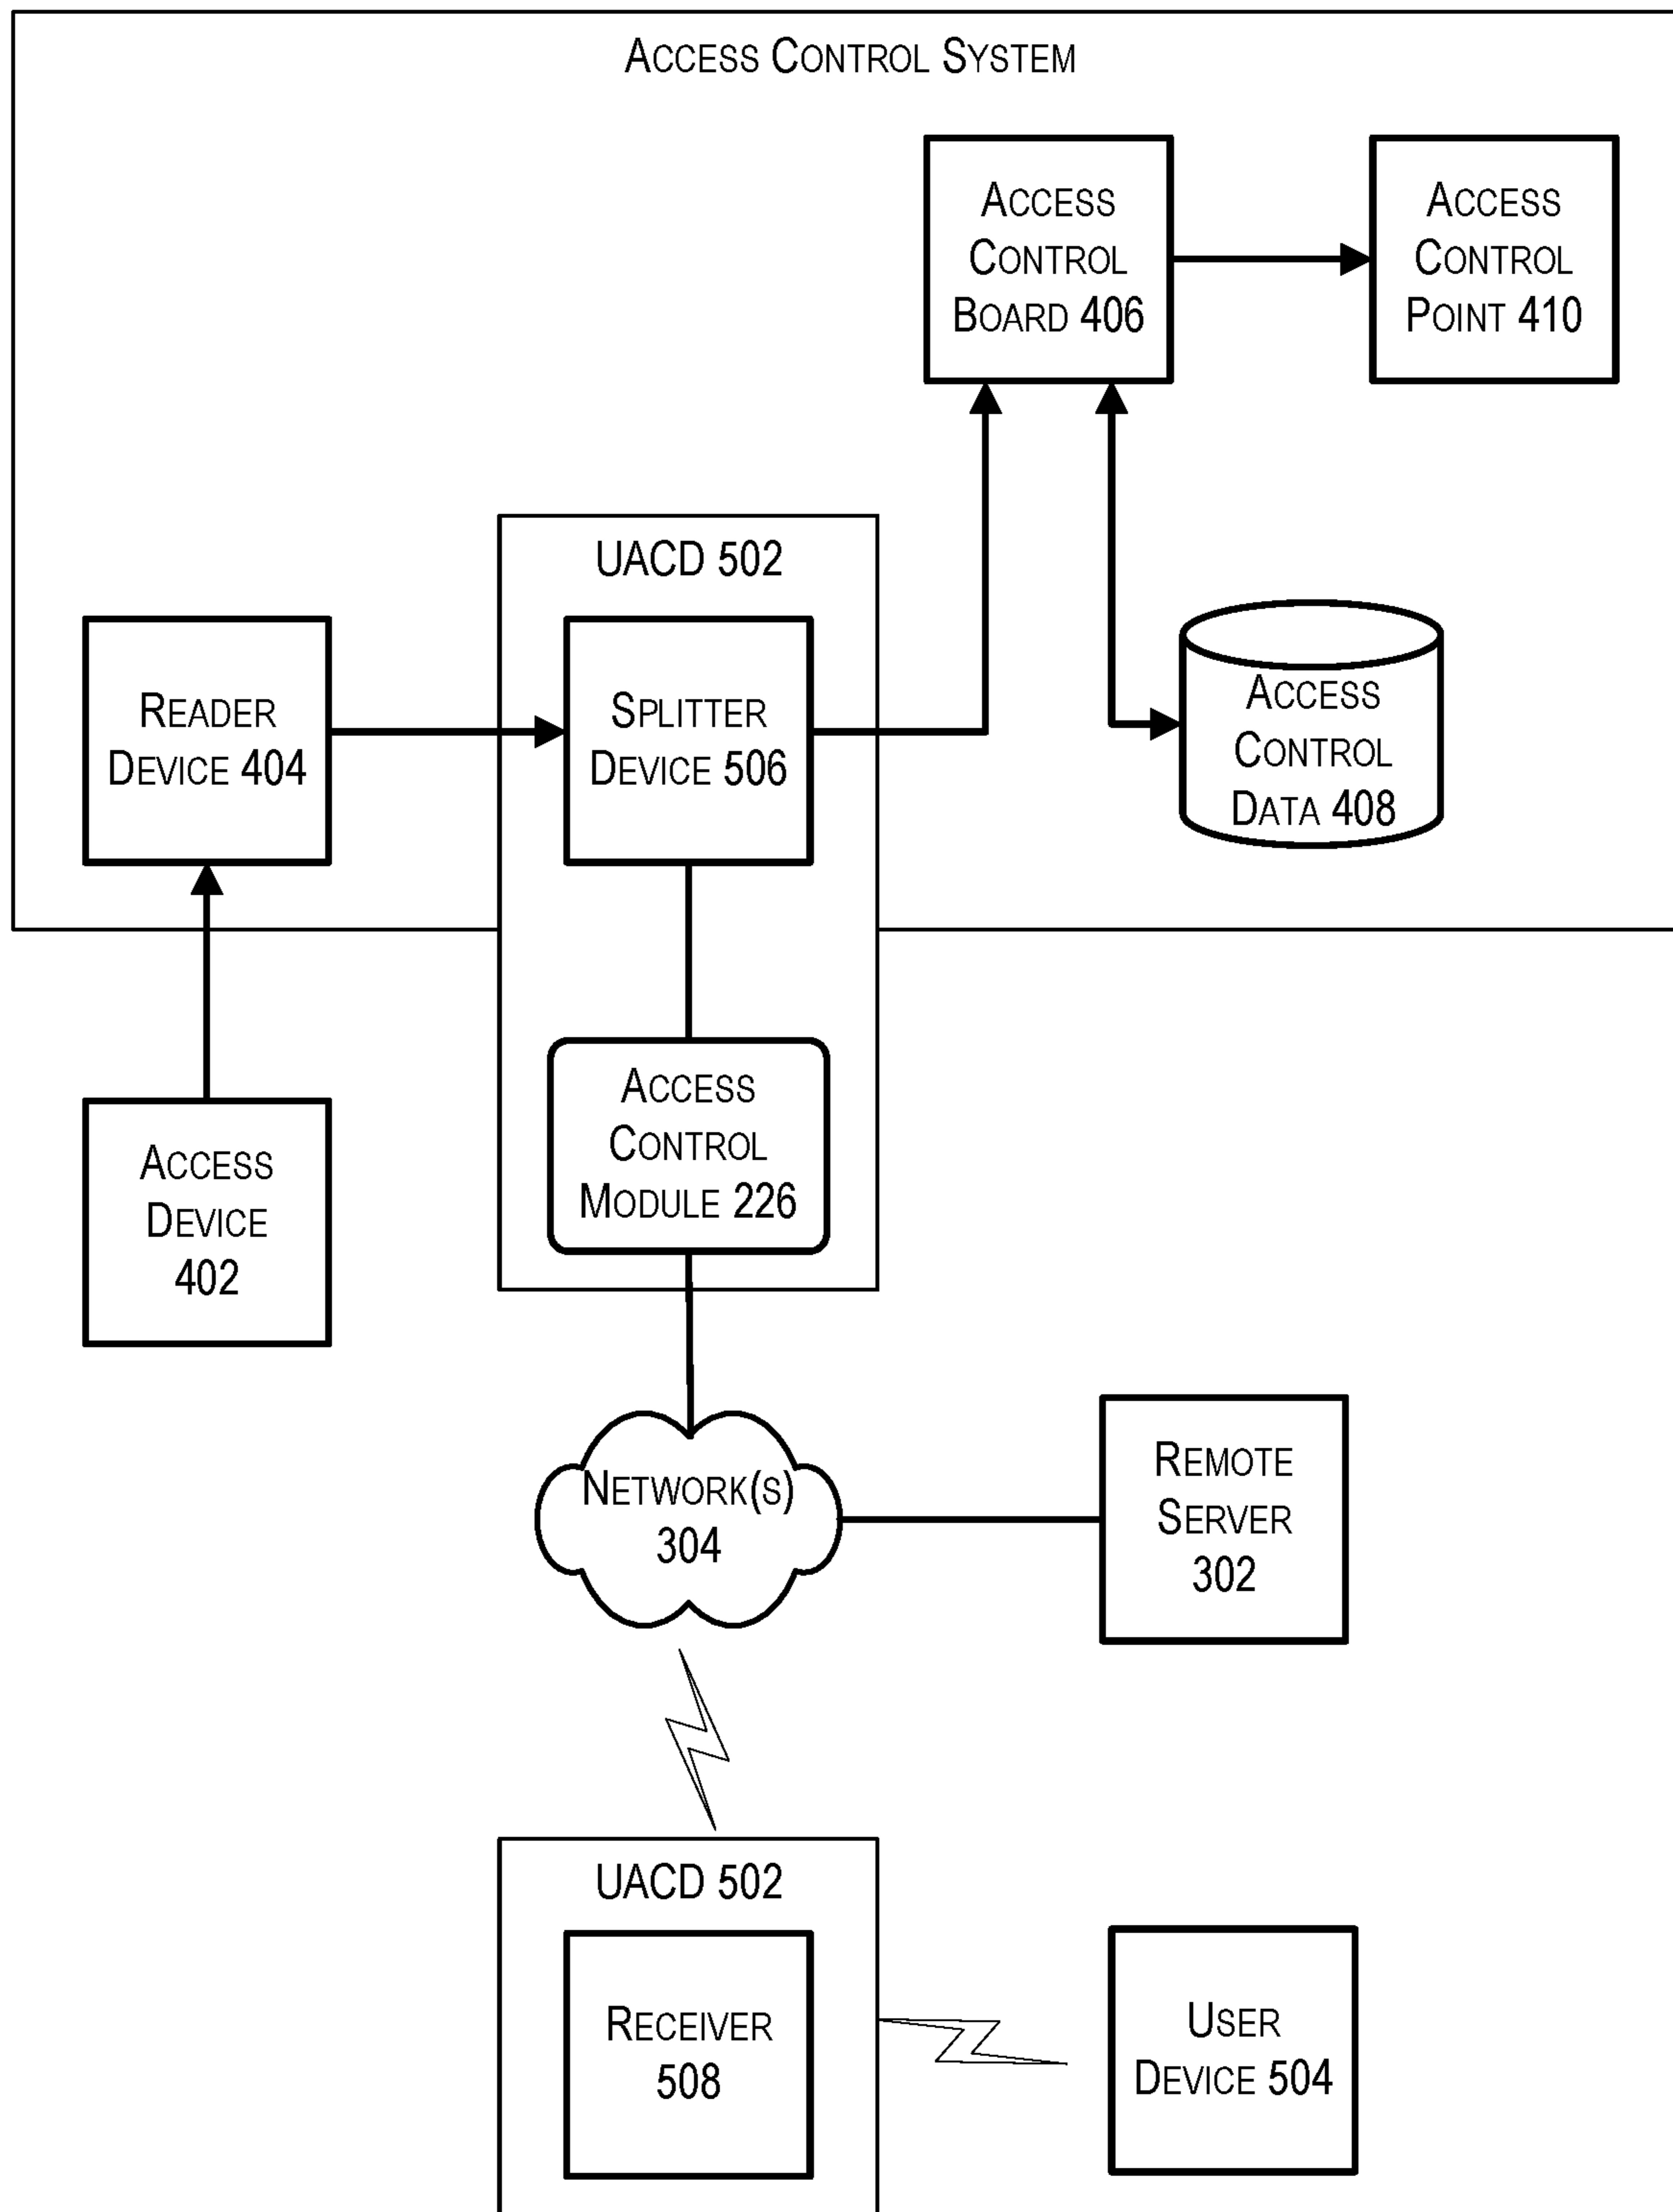 Access Control System
Access
Control
Board 406
Access
Control
Point 410
UACD 502
Reader
Device 404
Splitter
Device 506
Access
Control
Data 408
Access
Control
Module 226
Access
Device
402
Network(s)
304
Remote
Server
302
UACD 502
Receiver
508
User
Device 504